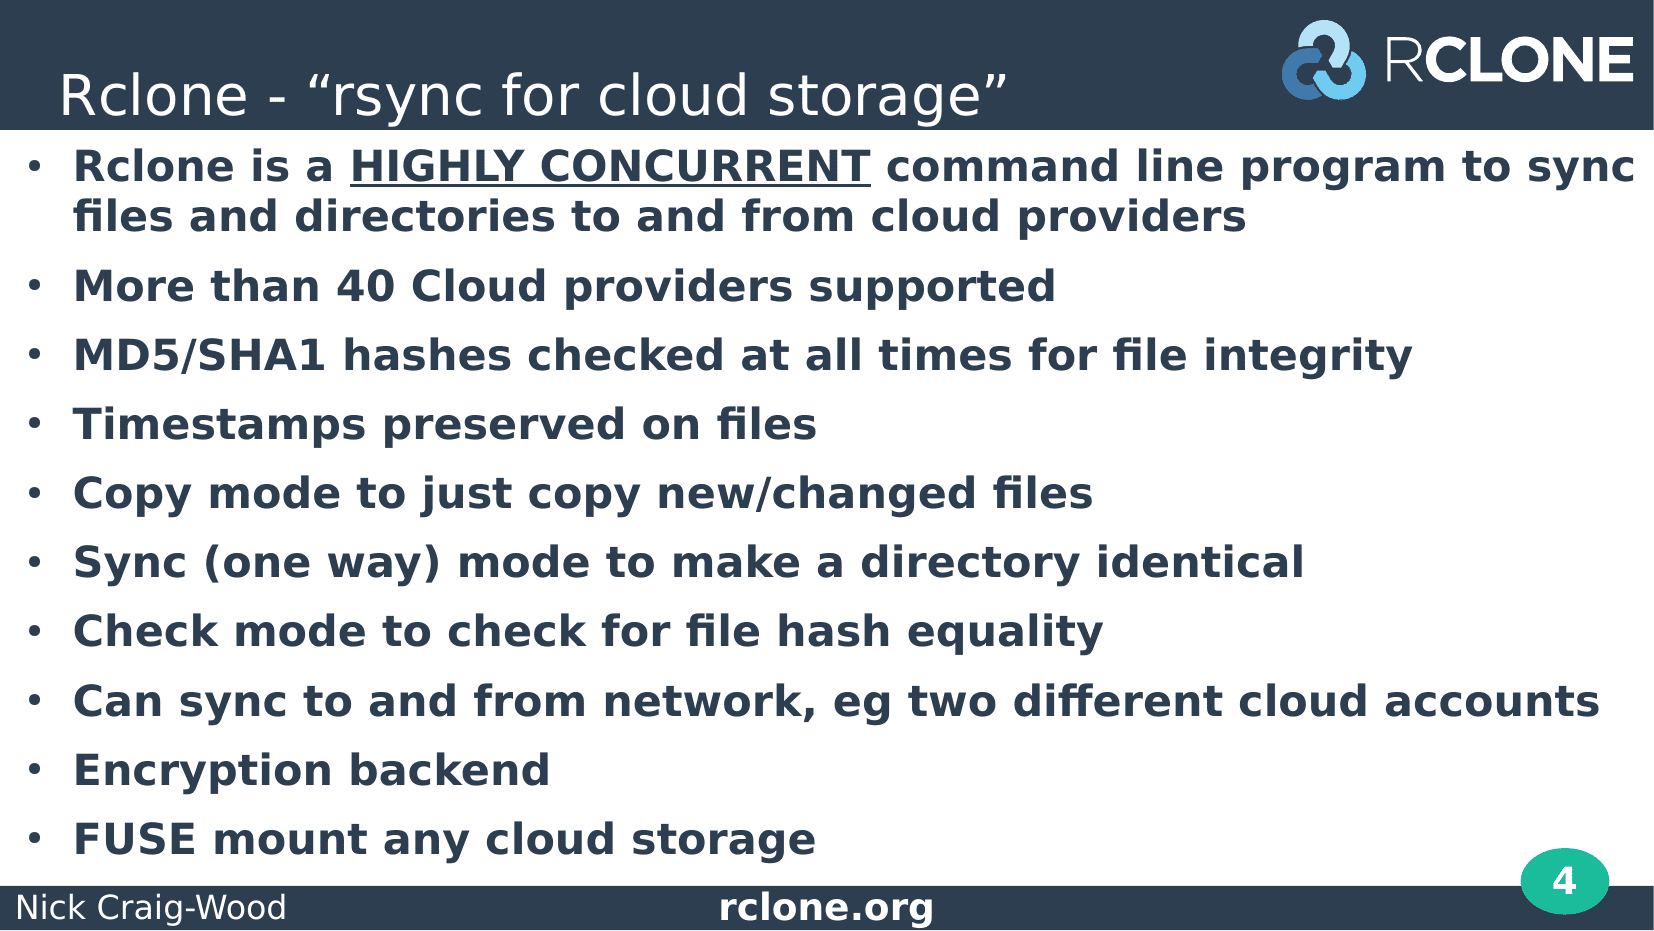 RCLONE
Rclone - “rsync for cloud storage”
• Rclone is a HIGHLY CONCURRENT command line program to sync
files and directories to and from cloud providers
• More than 40 Cloud providers supported
• MD5/SHA1 hashes checked at all times for file integrity
• Timestamps preserved on files
• Copy mode to just copy new/changed files
• Sync (one way) mode to make a directory identical
• Check mode to check for file hash equality
• Can sync to and from network, eg two different cloud accounts
• Encryption backend
• FUSE mount any cloud storage
4
Nick Craig-Wood
rclone.org